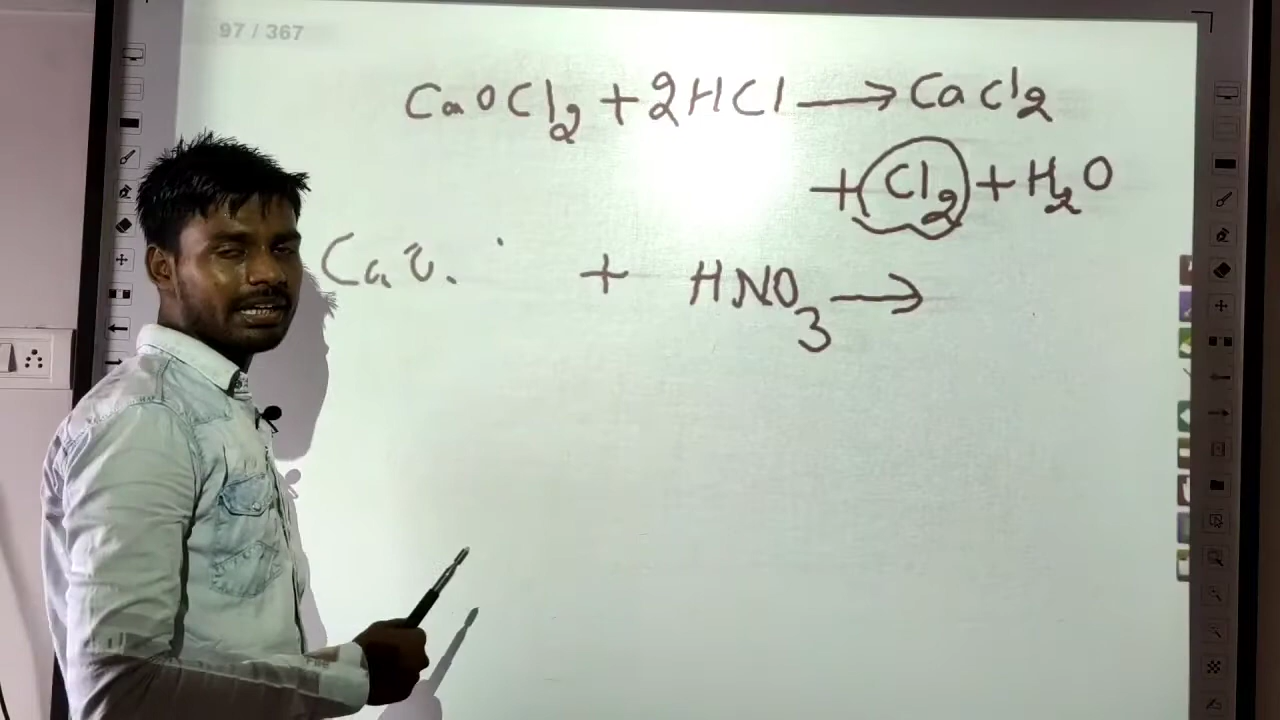 97 / 367
CaOCl₂ + 2HCl → CaCl₂
+ Cl₂ + H₂O
+ HNO₃ →